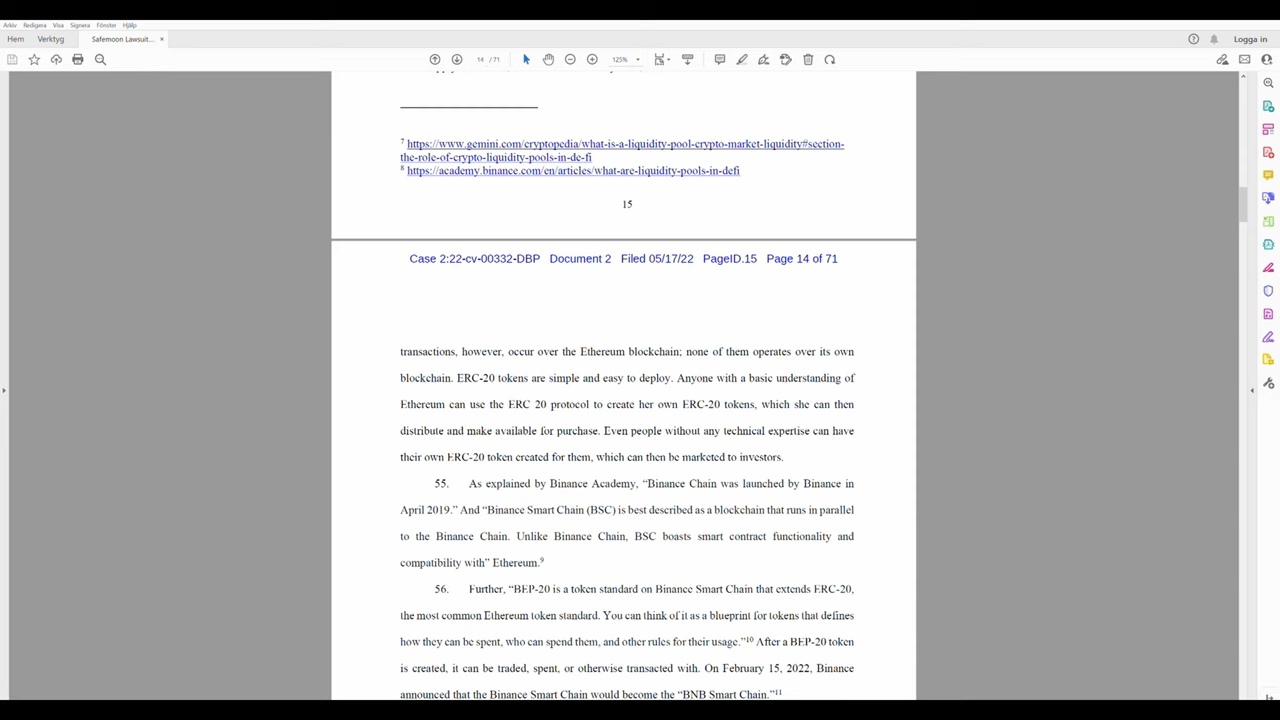 Arkiv Redigera Visa Signera Fönster Hjälp
Hem Verktyg Safemoon Lawsuit... × Logga in
14 / 71 125%
7 https://www.gemini.com/cryptopedia/what-is-a-liquidity-pool-crypto-market-liquidity#section-
the-role-of-crypto-liquidity-pools-in-de-fi
8 https://academy.binance.com/en/articles/what-are-liquidity-pools-in-defi
15
Case 2:22-cv-00332-DBP Document 2 Filed 05/17/22 PageID.15 Page 14 of 71
transactions, however, occur over the Ethereum blockchain; none of them operates over its own
blockchain. ERC-20 tokens are simple and easy to deploy. Anyone with a basic understanding of
Ethereum can use the ERC 20 protocol to create her own ERC-20 tokens, which she can then
distribute and make available for purchase. Even people without any technical expertise can have
their own ERC-20 token created for them, which can then be marketed to investors.
55. As explained by Binance Academy, “Binance Chain was launched by Binance in
April 2019.” And “Binance Smart Chain (BSC) is best described as a blockchain that runs in parallel
to the Binance Chain. Unlike Binance Chain, BSC boasts smart contract functionality and
compatibility with” Ethereum.9
56. Further, “BEP-20 is a token standard on Binance Smart Chain that extends ERC-20,
the most common Ethereum token standard. You can think of it as a blueprint for tokens that defines
how they can be spent, who can spend them, and other rules for their usage.”10 After a BEP-20 token
is created, it can be traded, spent, or otherwise transacted with. On February 15, 2022, Binance
announced that the Binance Smart Chain would become the “BNB Smart Chain.”11